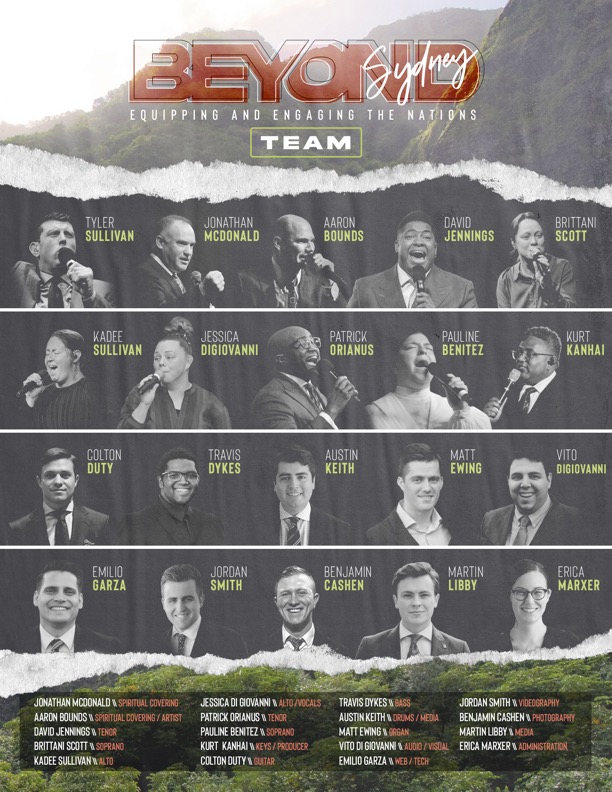 BEYOND Sydney
EQUIPPING AND ENGAGING THE NATIONS
TEAM
TYLER SULLIVAN
JONATHAN MCDONALD
AARON BOUNDS
DAVID JENNINGS
BRITTANI SCOTT
KADEE SULLIVAN
JESSICA DIGIOVANNI
PATRICK ORIANUS
PAULINE BENITEZ
KURT KANHAI
COLTON DUTY
TRAVIS DYKES
AUSTIN KEITH
MATT EWING
VITO DIGIOVANNI
EMILIO GARZA
JORDAN SMITH
BENJAMIN CASHEN
MARTIN LIBBY
ERICA MARXER
JONATHAN MCDONALD \\ SPIRITUAL COVERING
AARON BOUNDS \\ SPIRITUAL COVERING / ARTIST
DAVID JENNINGS \\ TENOR
BRITTANI SCOTT \\ SOPRANO
KADEE SULLIVAN \\ ALTO
JESSICA DI GIOVANNI \\ ALTO / VOCALS
PATRICK ORIANUS \\ TENOR
PAULINE BENITEZ \\ SOPRANO
KURT KANHAI \\ KEYS / PRODUCER
COLTON DUTY \\ GUITAR
TRAVIS DYKES \\ BASS
AUSTIN KEITH \\ DRUMS / MEDIA
MATT EWING \\ ORGAN
VITO DI GIOVANNI \\ AUDIO / VISUAL
EMILIO GARZA \\ WEB / TECH
JORDAN SMITH \\ VIDEOGRAPHY
BENJAMIN CASHEN \\ PHOTOGRAPHY
MARTIN LIBBY \\ MEDIA
ERICA MARXER \\ ADMINISTRATION